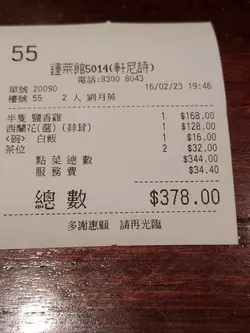 55
鍾菜館5014(軒尼詩)
電話:8300 8043
單號 20090 16/02/23 19:46
檯號 55 2 人 劉月英
半隻 鹽香雞 1 $168.00
西蘭花(選) (蒜茸) 1 $128.00
<碗> 白飯 1 $16.00
茶位 2 $32.00
點菜總數 $344.00
服務費 $34.40
總數 $378.00
多謝惠顧 請再光臨